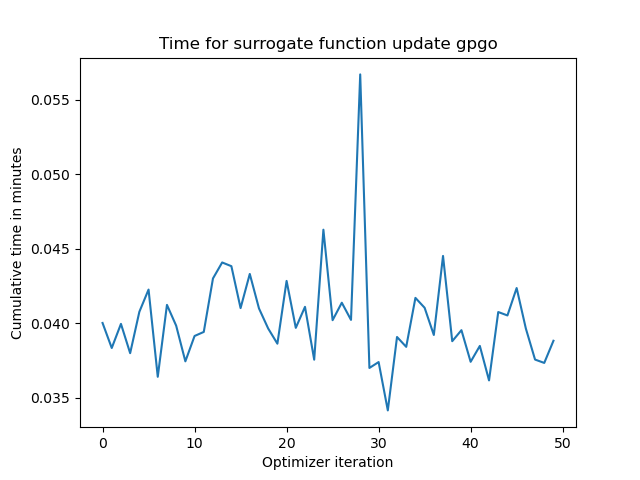 Time for surrogate function update gpgo
Cumulative time in minutes
0.055
0.050
0.045
0.040
0.035
0 10 20 30 40 50
Optimizer iteration